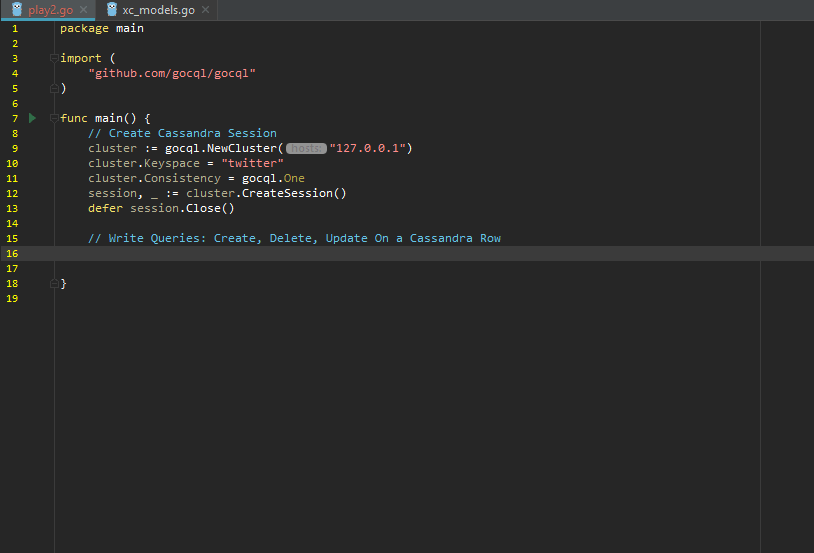 play2.go xc_models.go
1 package main
2
3 import (
4 "github.com/gocql/gocql"
5 )
6
7 func main() {
8 // Create Cassandra Session
9 cluster := gocql.NewCluster( hosts: "127.0.0.1")
10 cluster.Keyspace = "twitter"
11 cluster.Consistency = gocql.One
12 session, _ := cluster.CreateSession()
13 defer session.Close()
14
15 // Write Queries: Create, Delete, Update On a Cassandra Row
16
17
18 }
19